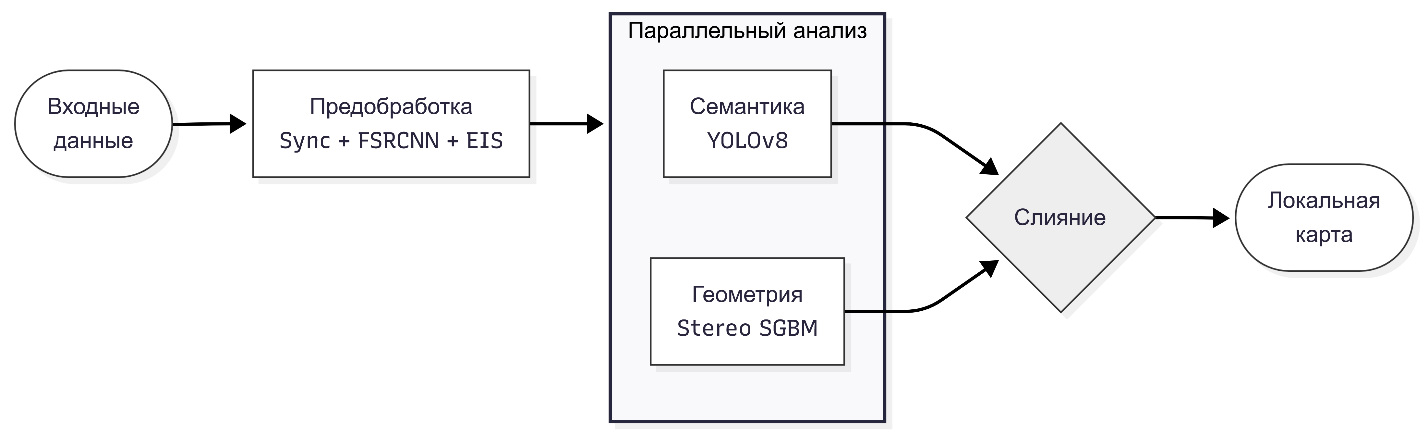 Входные
данные
Предобработка
Sync + FSRCNN + EIS
Параллельный анализ
Семантика
YOLOv8
Геометрия
Stereo SGBM
Слияние
Локальная
карта